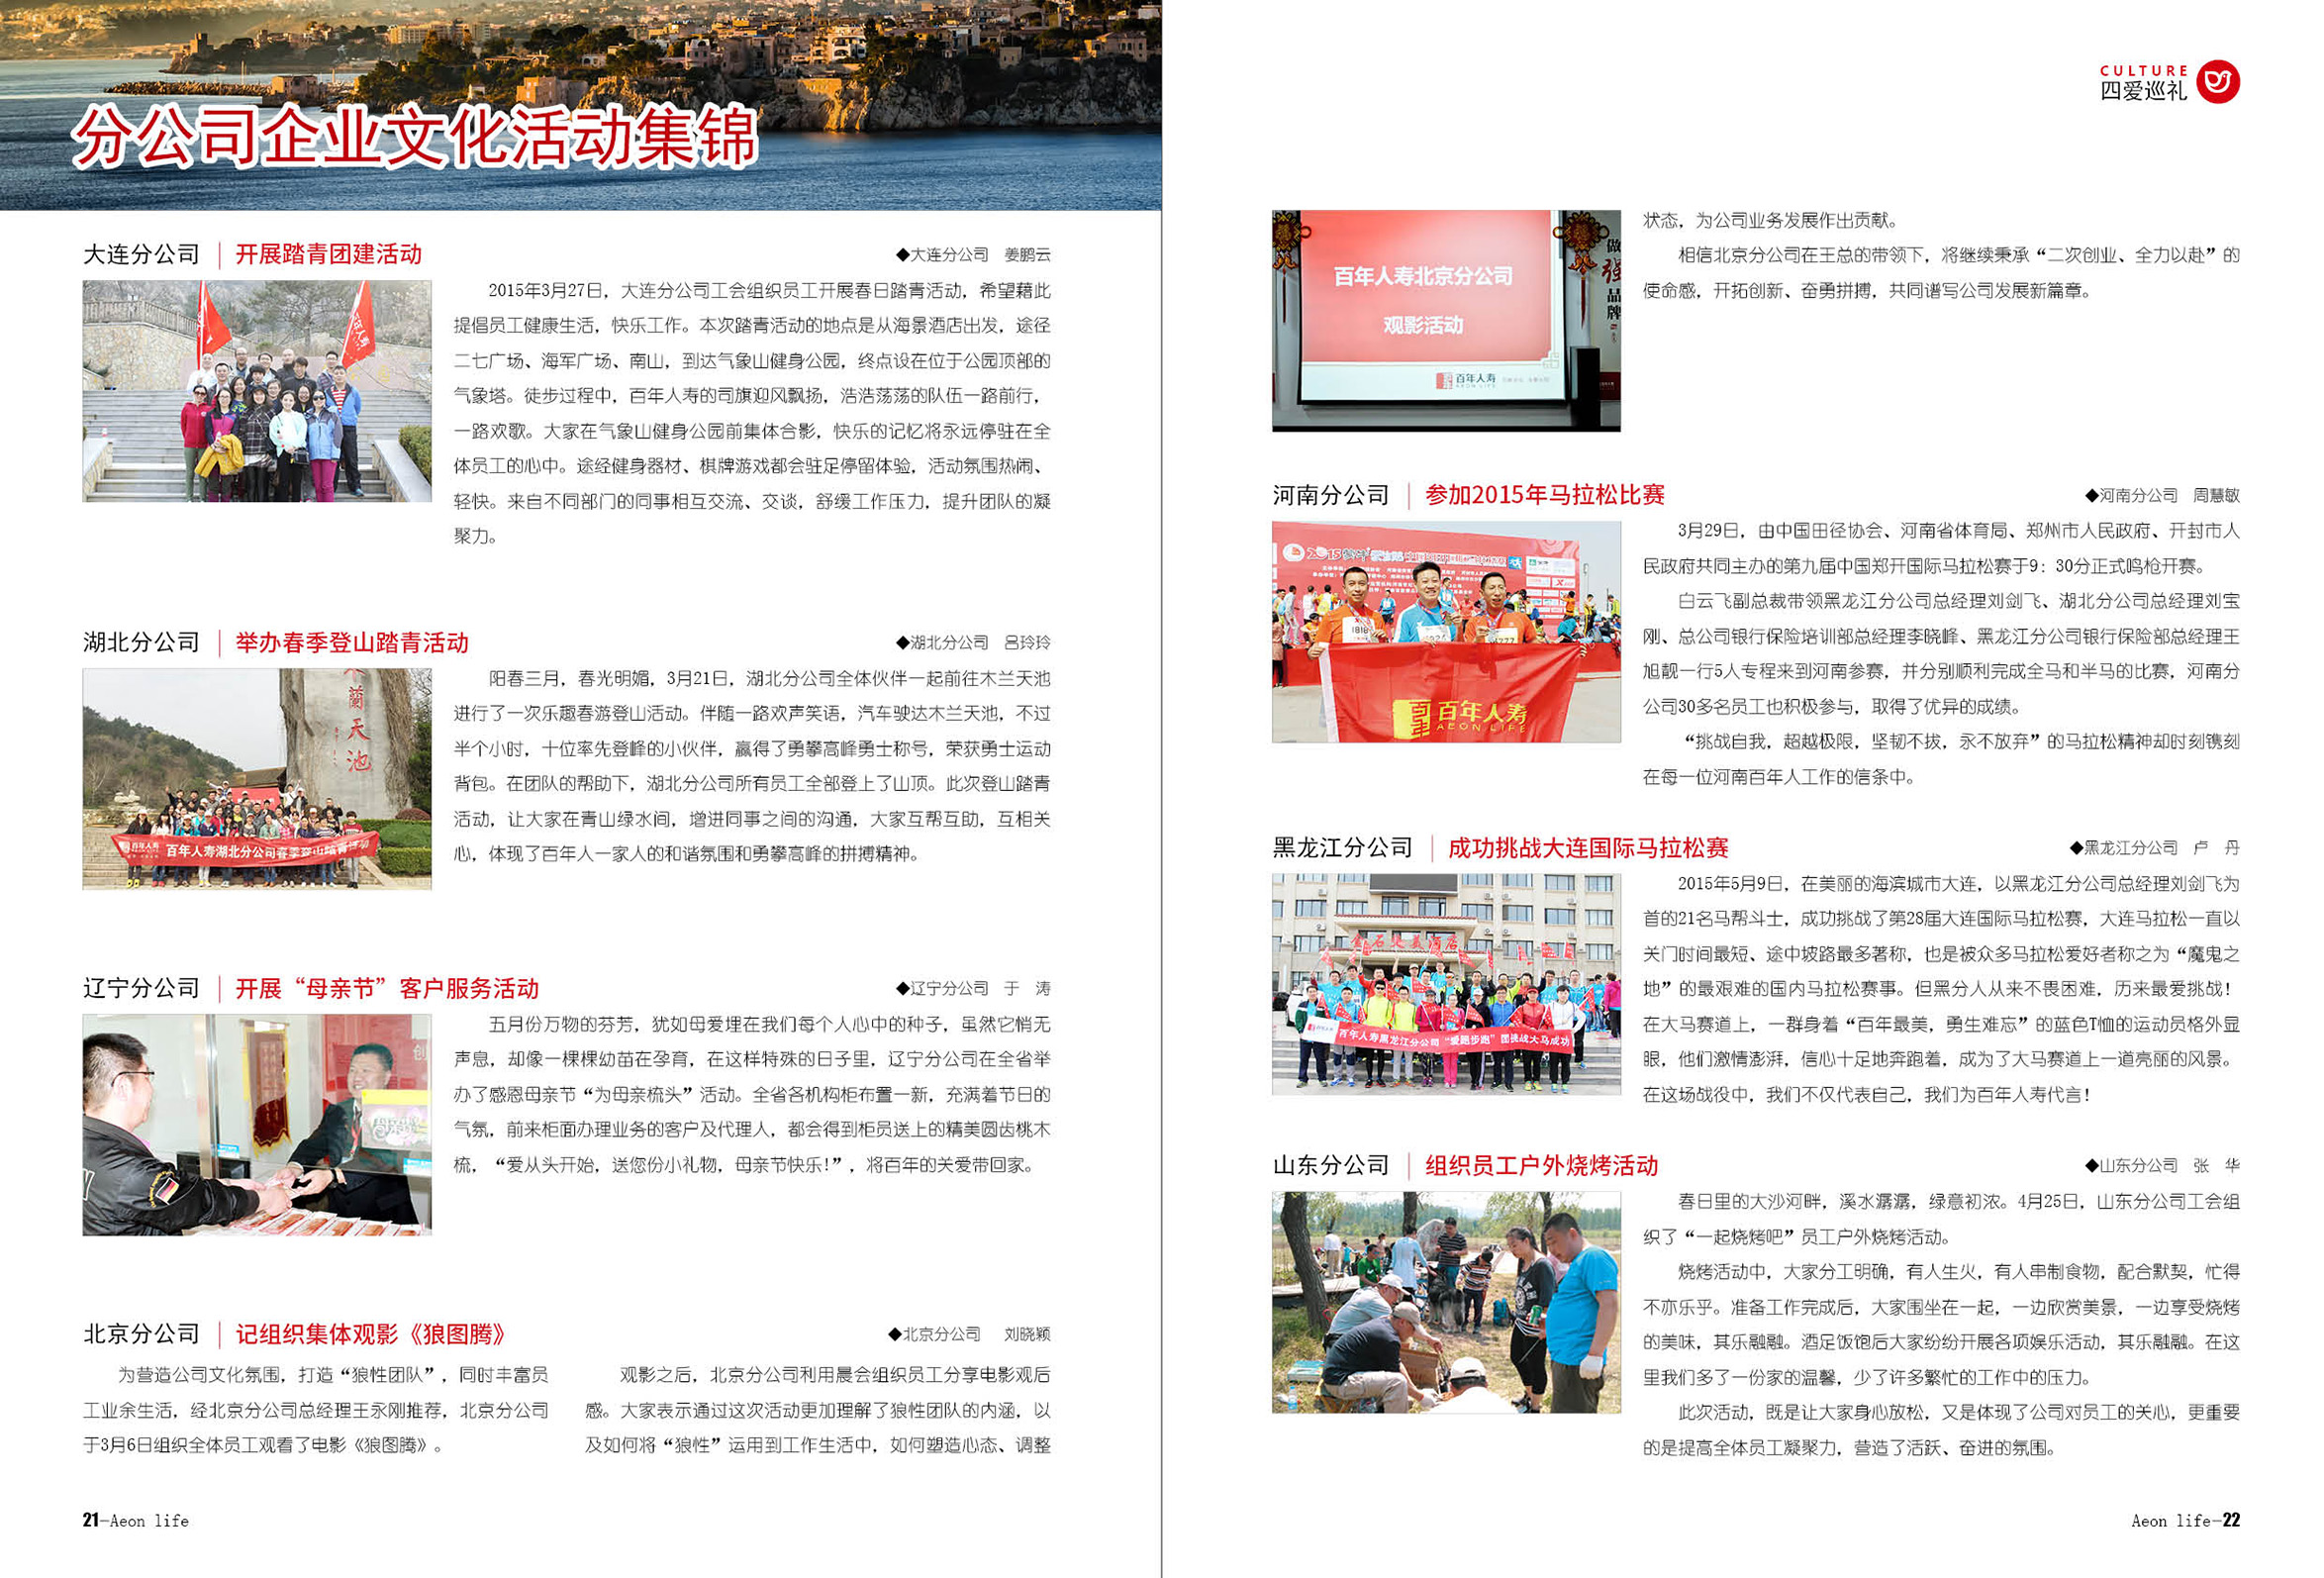 分公司企业文化活动集锦
大连分公司 | 开展踏青团建活动
◆大连分公司 姜鹏云
2015年3月27日，大连分公司工会组织员工开展春日踏青活动，希望藉此
提倡员工健康生活，快乐工作。本次踏青活动的地点是从海景酒店出发，途径
二七广场、海军广场、南山，到达气象山健身公园，终点设在位于公园顶部的
气象塔。徒步过程中，百年人寿的司旗迎风飘扬，浩浩荡荡的队伍一路前行，
一路欢歌。大家在气象山健身公园前集体合影，快乐的记忆将永远停驻在全
体员工的心中。途经健身器材、棋牌游戏都会驻足停留体验，活动氛围热闹、
轻快。来自不同部门的同事相互交流、交谈，舒缓工作压力，提升团队的凝
聚力。
湖北分公司 | 举办春季登山踏青活动
◆湖北分公司 吕玲玲
天池
百年人寿湖北分公司春季登山踏青活动
阳春三月，春光明媚，3月21日，湖北分公司全体伙伴一起前往木兰天池
进行了一次乐趣春游登山活动。伴随一路欢声笑语，汽车驶达木兰天池，不过
半个小时，十位率先登峰的小伙伴，赢得了勇攀高峰勇士称号，荣获勇士运动
背包。在团队的帮助下，湖北分公司所有员工全部登上了山顶。此次登山踏青
活动，让大家在青山绿水间，增进同事之间的沟通，大家互帮互助，互相关
心，体现了百年人一家人的和谐氛围和勇攀高峰的拼搏精神。
辽宁分公司 | 开展“母亲节”客户服务活动
◆辽宁分公司 于 涛
五月份万物的芬芳，犹如母爱埋在我们每个人心中的种子，虽然它悄无
声息，却像一棵棵幼苗在孕育，在这样特殊的日子里，辽宁分公司在全省举
办了感恩母亲节“为母亲梳头”活动。全省各机构柜布置一新，充满着节日的
气氛，前来柜面办理业务的客户及代理人，都会得到柜员送上的精美圆齿桃木
梳，“爱从头开始，送您份小礼物，母亲节快乐！”，将百年的关爱带回家。
北京分公司 | 记组织集体观影《狼图腾》
◆北京分公司 刘晓颖
为营造公司文化氛围，打造“狼性团队”，同时丰富员
工业余生活，经北京分公司总经理王永刚推荐，北京分公司
于3月6日组织全体员工观看了电影《狼图腾》。
观影之后，北京分公司利用晨会组织员工分享电影观后
感。大家表示通过这次活动更加理解了狼性团队的内涵，以
及如何将“狼性”运用到工作生活中，如何塑造心态、调整
21-Aeon life
CULTURE
四爱巡礼
百年人寿北京分公司
观影活动
百年人寿
AEON LIFE
状态，为公司业务发展作出贡献。
相信北京分公司在王总的带领下，将继续秉承“二次创业、全力以赴”的
使命感，开拓创新、奋勇拼搏，共同谱写公司发展新篇章。
河南分公司 | 参加2015年马拉松比赛
◆河南分公司 周慧敏
百年人寿
AEON LIFE
3月29日，由中国田径协会、河南省体育局、郑州市人民政府、开封市人
民政府共同主办的第九届中国郑开国际马拉松赛于9：30分正式鸣枪开赛。
白云飞副总裁带领黑龙江分公司总经理刘剑飞、湖北分公司总经理刘宝
刚、总公司银行保险培训部总经理李晓峰、黑龙江分公司银行保险部总经理王
旭靓一行5人专程来到河南参赛，并分别顺利完成全马和半马的比赛，河南分
公司30多名员工也积极参与，取得了优异的成绩。
“挑战自我，超越极限，坚韧不拔，永不放弃”的马拉松精神却时刻镌刻
在每一位河南百年人工作的信条中。
黑龙江分公司 | 成功挑战大连国际马拉松赛
◆黑龙江分公司 卢 丹
百年人寿黑龙江分公司“爱跑步跑”团挑战大马成功
2015年5月9日，在美丽的海滨城市大连，以黑龙江分公司总经理刘剑飞为
首的21名马帮斗士，成功挑战了第28届大连国际马拉松赛，大连马拉松一直以
关门时间最短、途中坡路最多著称，也是被众多马拉松爱好者称之为“魔鬼之
地”的最艰难的国内马拉松赛事。但黑分人从来不畏困难，历来最爱挑战！
在大马赛道上，一群身着“百年最美，勇生难忘”的蓝色T恤的运动员格外显
眼，他们激情澎湃，信心十足地奔跑着，成为了大马赛道上一道亮丽的风景。
在这场战役中，我们不仅代表自己，我们为百年人寿代言！
山东分公司 | 组织员工户外烧烤活动
◆山东分公司 张 华
春日里的大沙河畔，溪水潺潺，绿意初浓。4月25日，山东分公司工会组
织了“一起烧烤吧”员工户外烧烤活动。
烧烤活动中，大家分工明确，有人生火，有人串制食物，配合默契，忙得
不亦乐乎。准备工作完成后，大家围坐在一起，一边欣赏美景，一边享受烧烤
的美味，其乐融融。酒足饭饱后大家纷纷开展各项娱乐活动，其乐融融。在这
里我们多了一份家的温馨，少了许多繁忙的工作中的压力。
此次活动，既是让大家身心放松，又是体现了公司对员工的关心，更重要
的是提高全体员工凝聚力，营造了活跃、奋进的氛围。
Aeon life-22